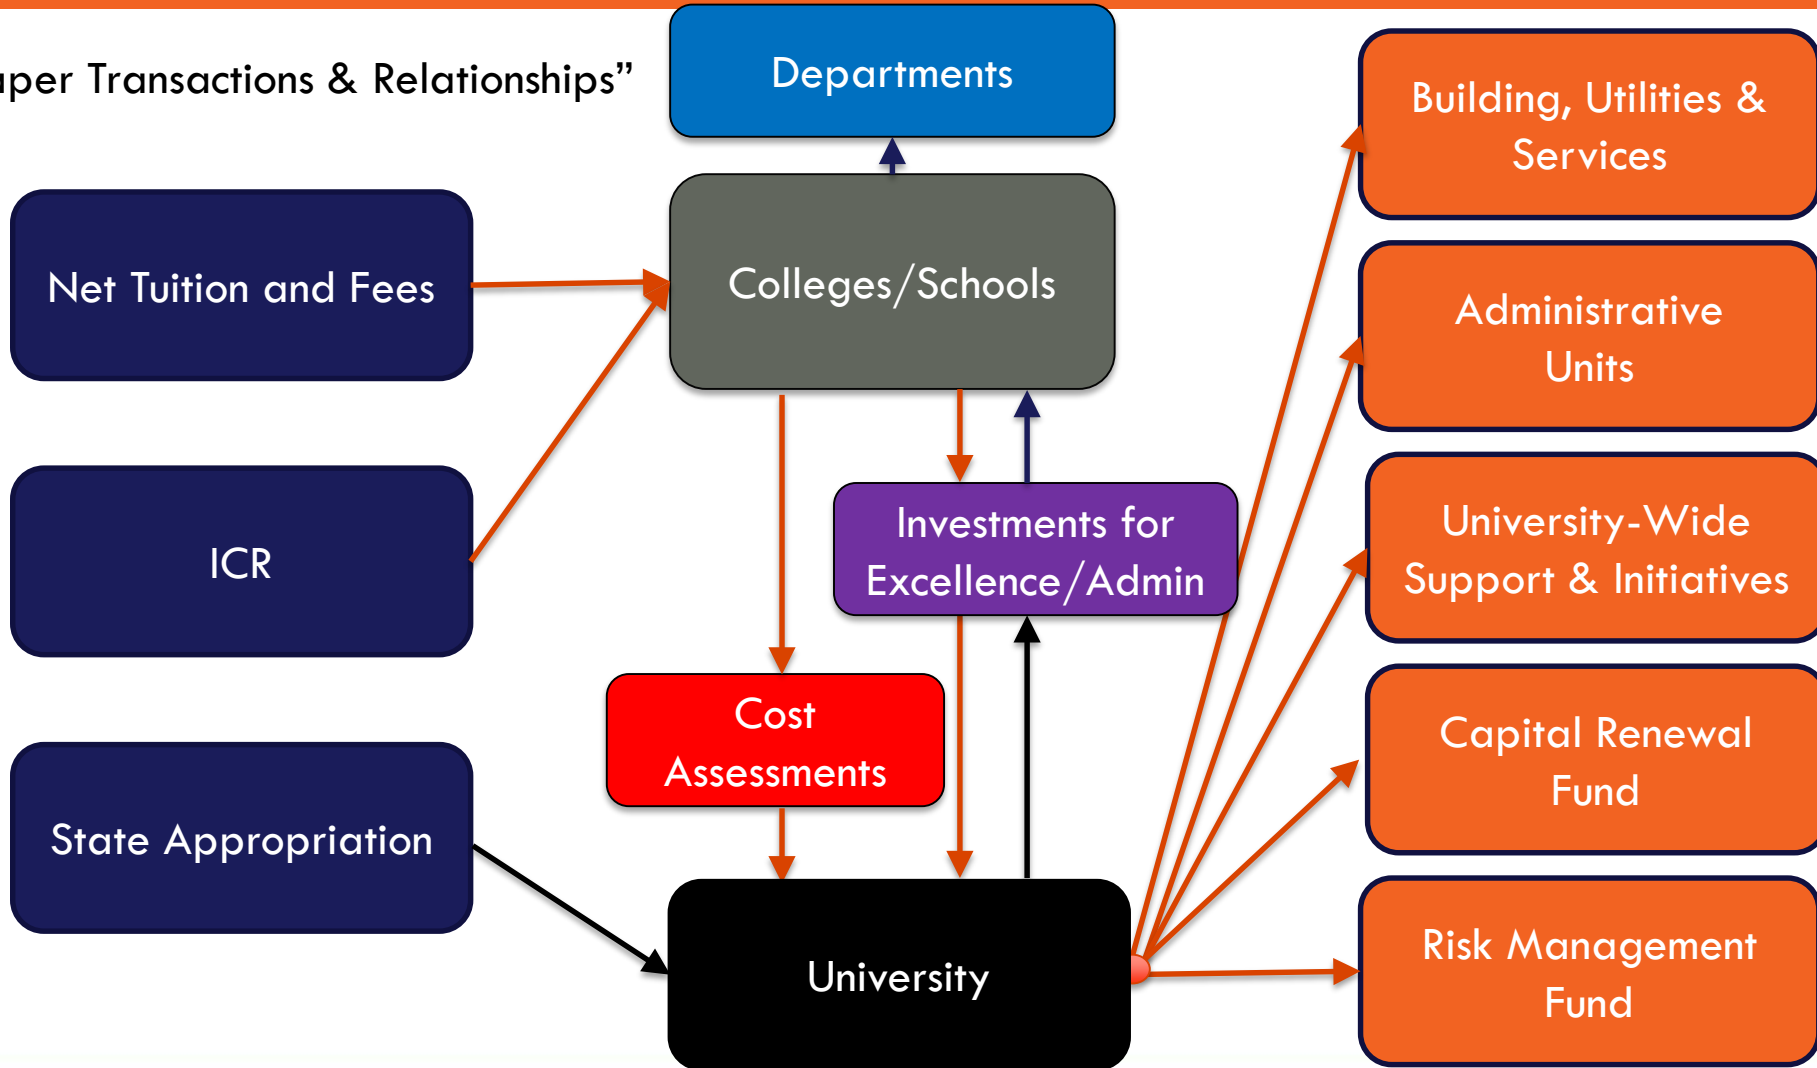 Transactions & Relationships”
Departments
Building, Utilities &
Services
Net Tuition and Fees
Colleges/Schools
Administrative
Units
ICR
Investments for
Excellence/Admin
University-Wide
Support & Initiatives
Cost
Assessments
Capital Renewal
Fund
State Appropriation
University
Risk Management
Fund